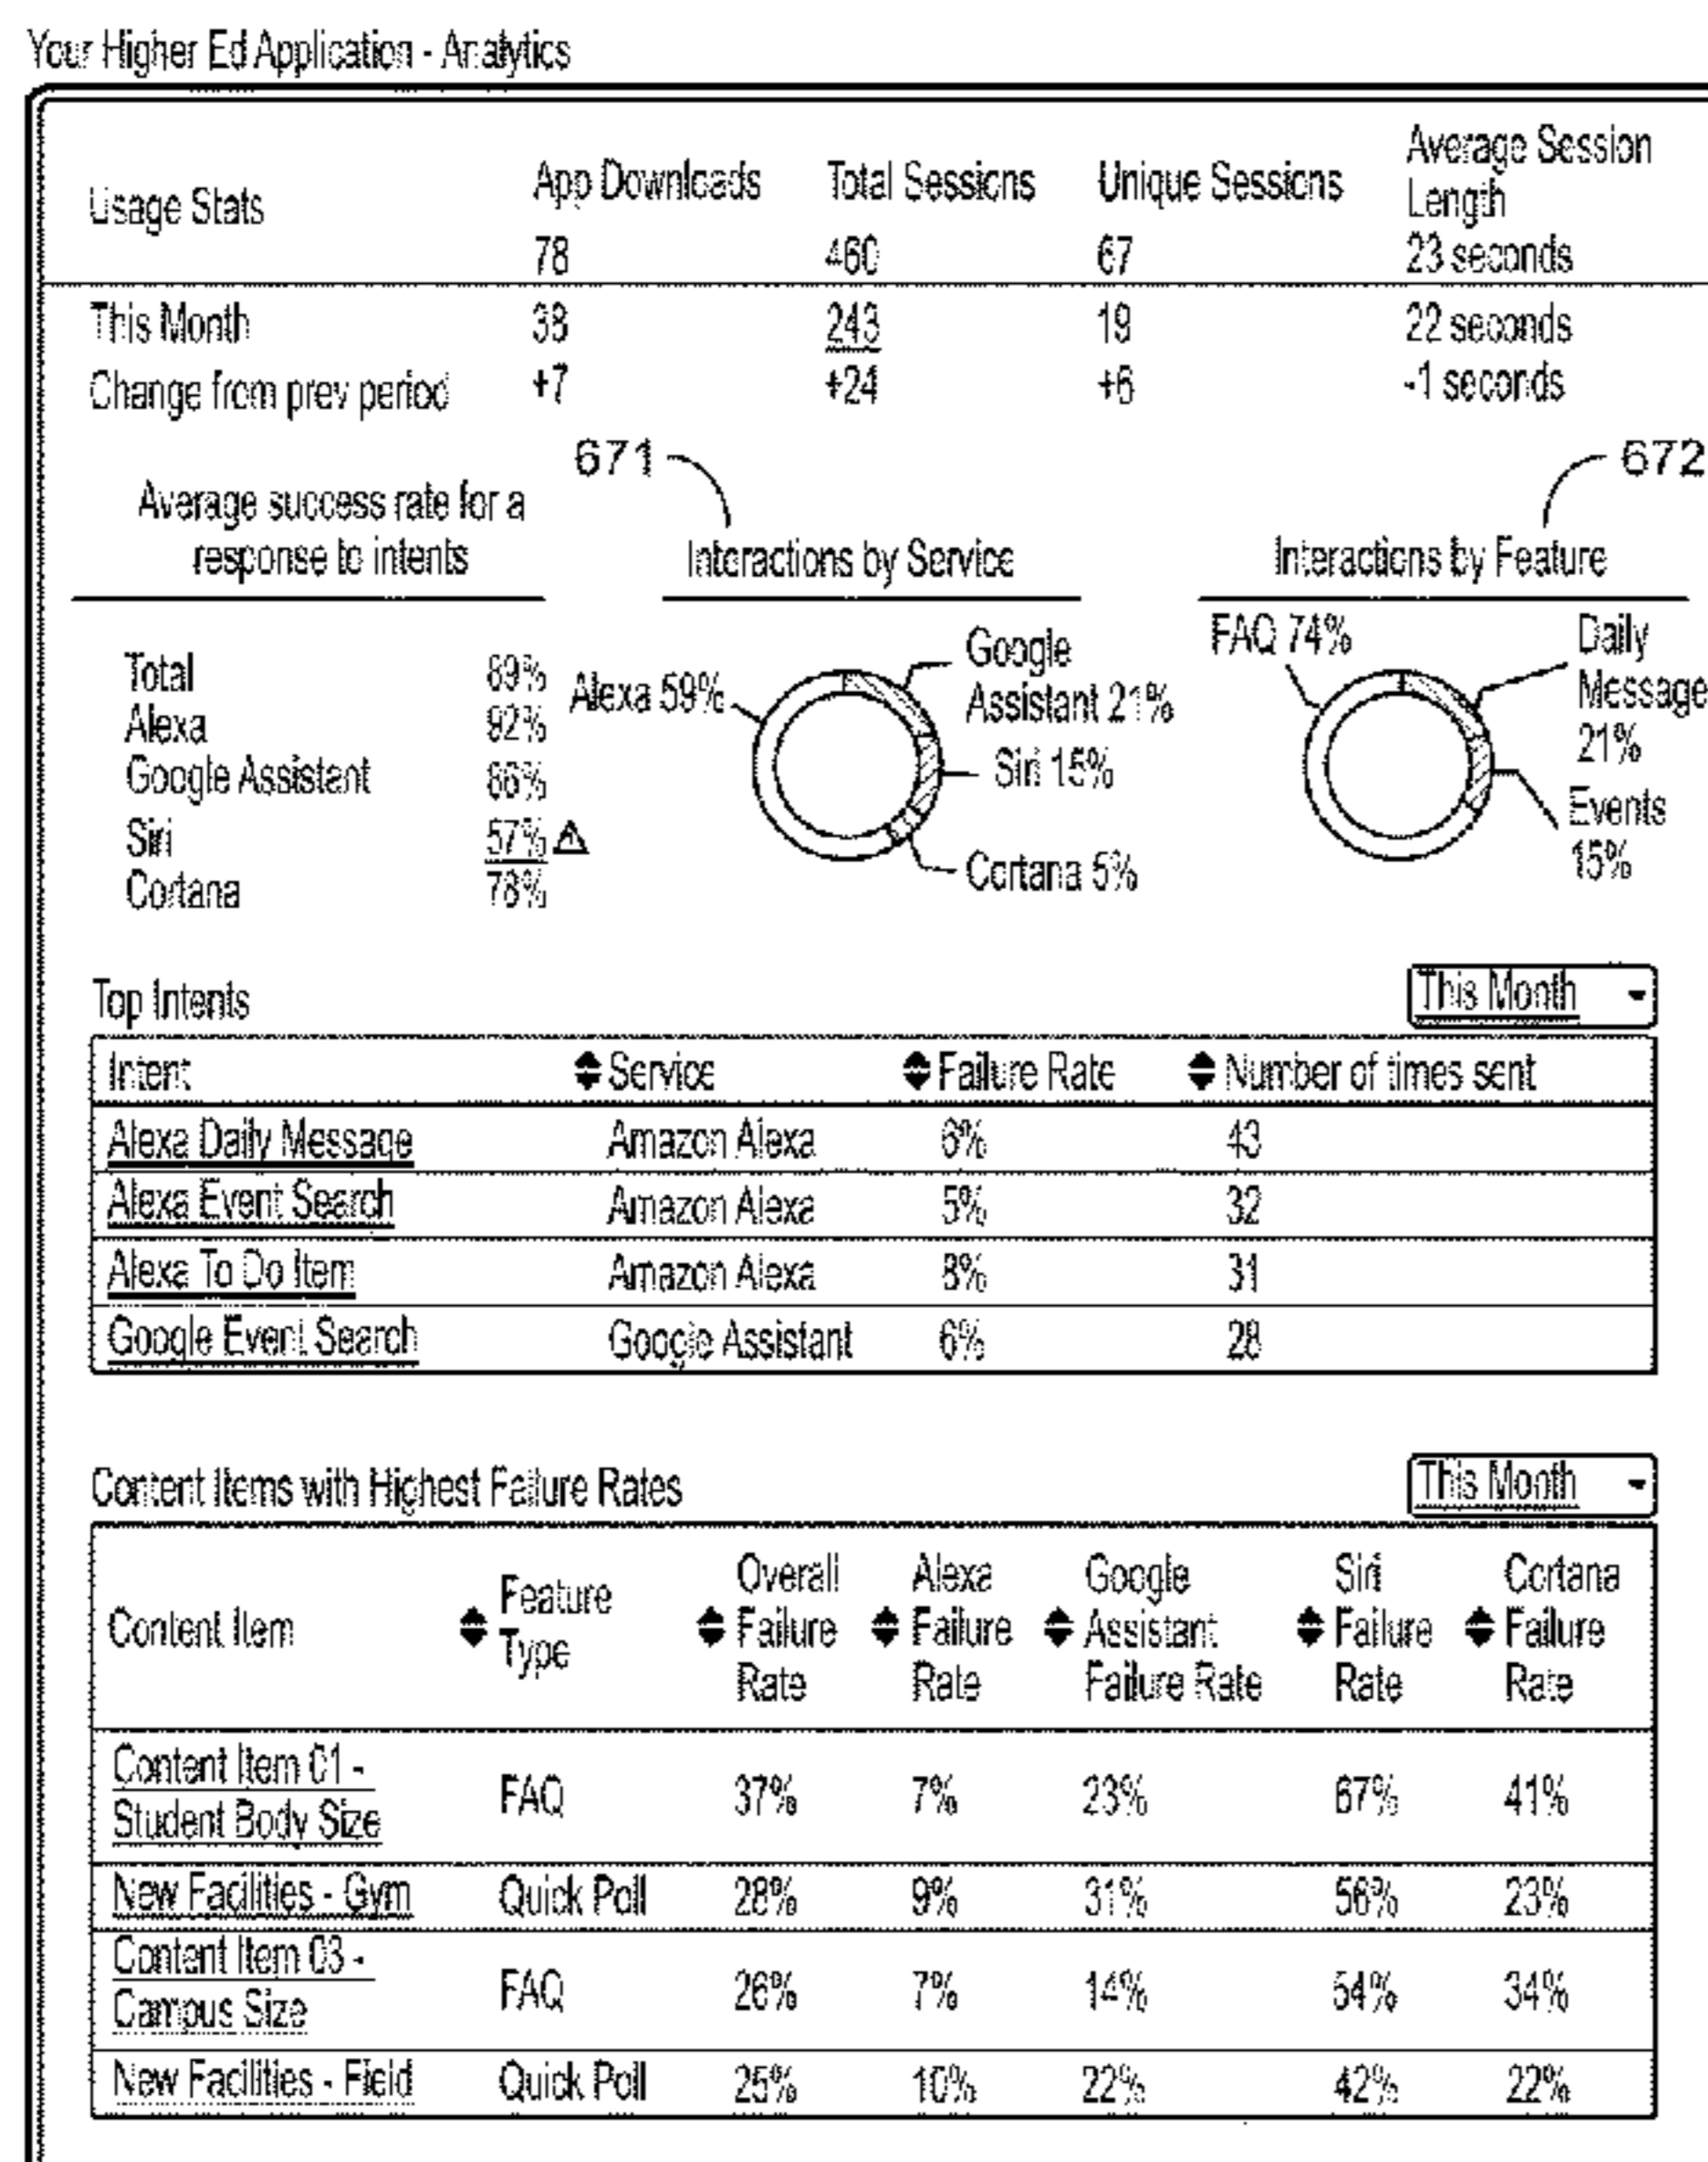 Your Higher Ed Application - Analytics
Usage Stats App Downloads Total Sessions Unique Sessions Average Session Length
78 460 67 23 seconds
This Month 38 243 19 22 seconds
Change from prev period +7 +24 +6 -1 seconds
671
672
Average success rate for a
response to intents
Total 89%
Alexa 92%
Google Assistant 86%
Siri 57%
Cortana 78%
Interactions by Service
Alexa 59%
Google
Assistant 21%
Siri 15%
Cortana 5%
Interactions by Feature
FAQ 74%
Daily
Message
21%
Events
15%
Top Intents This Month
Intent Service Failure Rate Number of times sent
Alexa Daily Message Amazon Alexa 6% 43
Alexa Event Search Amazon Alexa 5% 32
Alexa To Do Item Amazon Alexa 8% 31
Google Event Search Google Assistant 6% 28
Content Items with Highest Failure Rates This Month
Content Item
Feature
Type
Overall
Failure
Rate
Alexa
Failure
Rate
Google
Assistant
Failure Rate
Siri
Failure
Rate
Cortana
Failure
Rate
Content Item 01 -
Student Body Size
FAQ 37% 7% 23% 67% 41%
New Facilities - Gym Quick Poll 28% 9% 31% 56% 23%
Content Item 03 -
Campus Size
FAQ 26% 7% 14% 54% 34%
New Facilities - Field Quick Poll 25% 10% 22% 42% 22%